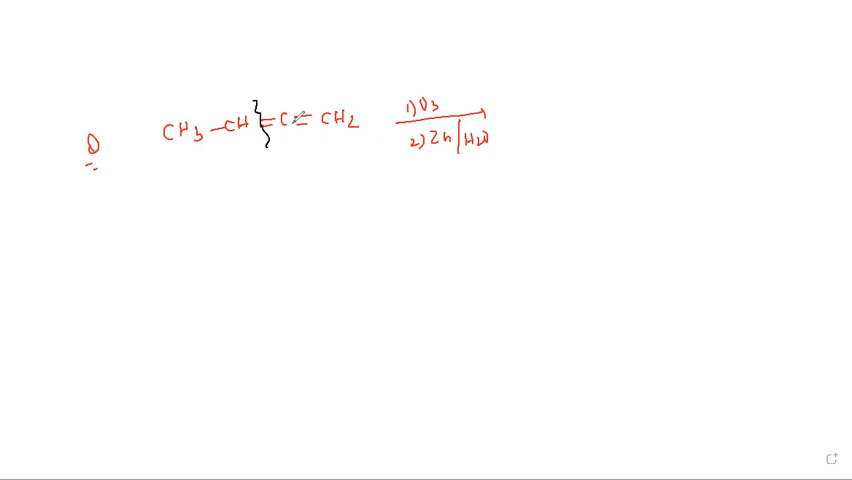 1) O3
Q CH3-CH=C=CH2
2) Zn|H2O